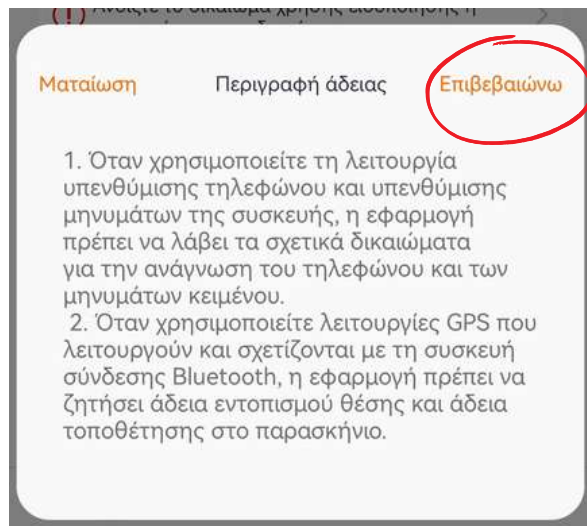 Ματαίωση Περιγραφή άδειας Επιβεβαιώνω
1. Όταν χρησιμοποιείτε τη λειτουργία
υπενθύμισης τηλεφώνου και υπενθύμισης
μηνυμάτων της συσκευής, η εφαρμογή
πρέπει να λάβει τα σχετικά δικαιώματα
για την ανάγνωση του τηλεφώνου και των
μηνυμάτων κειμένου.
2. Όταν χρησιμοποιείτε λειτουργίες GPS που
λειτουργούν και σχετίζονται με τη συσκευή
σύνδεσης Bluetooth, η εφαρμογή πρέπει να
ζητήσει άδεια εντοπισμού θέσης και άδεια
τοποθέτησης στο παρασκήνιο.